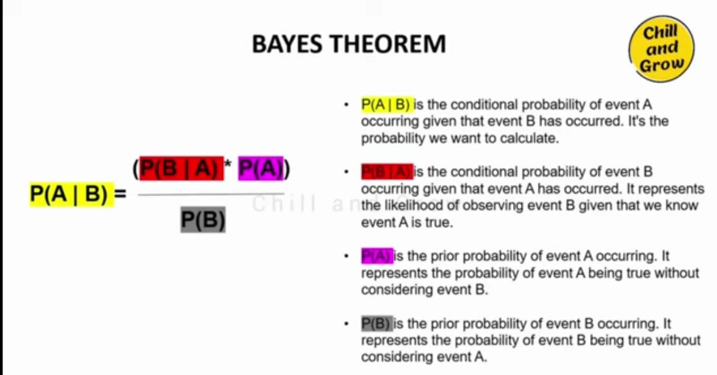 BAYES THEOREM
Chill
and
Grow
(P(B | A) * P(A))
P(A | B) =
P(B)
• P(A | B) is the conditional probability of event A
occurring given that event B has occurred. It's the
probability we want to calculate.
• P(B | A) is the conditional probability of event B
occurring given that event A has occurred. It represents
the likelihood of observing event B given that we know
event A is true.
• P(A) is the prior probability of event A occurring. It
represents the probability of event A being true without
considering event B.
• P(B) is the prior probability of event B occurring. It
represents the probability of event B being true without
considering event A.